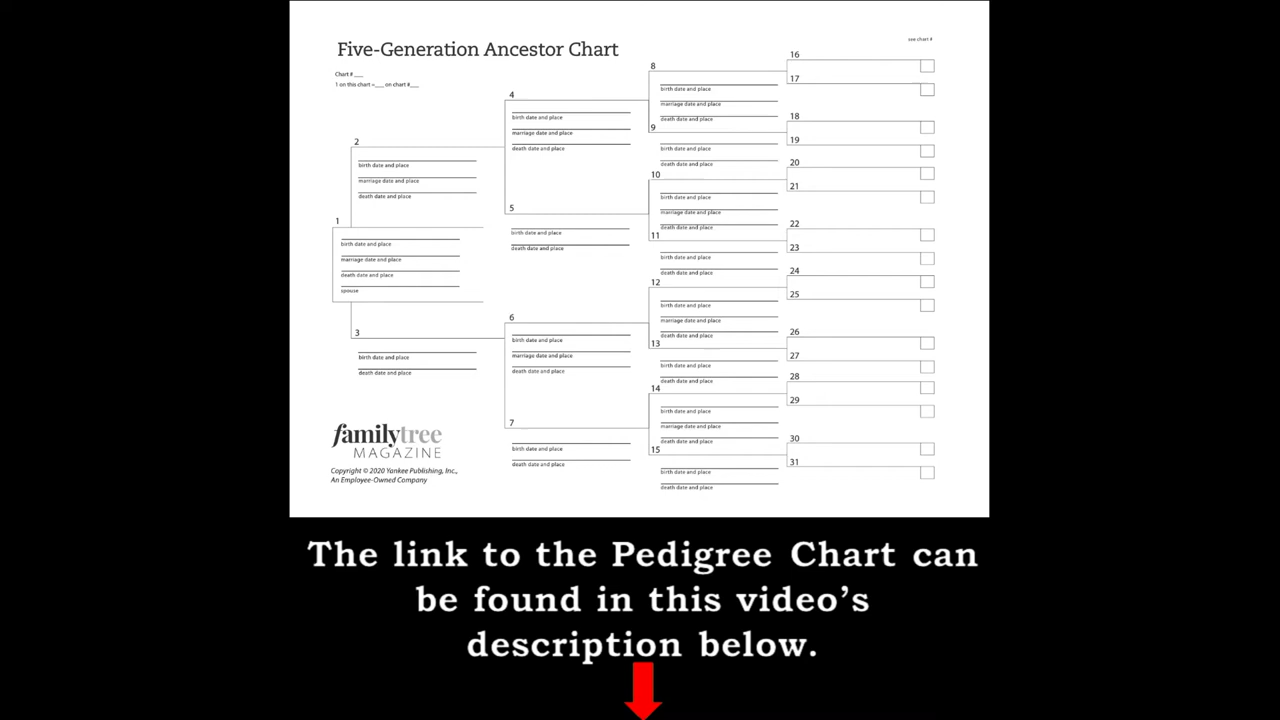 Five-Generation Ancestor Chart
see chart #
Chart # ___
1 on this chart =___ on chart #___
1
birth date and place
marriage date and place
death date and place
spouse
2
birth date and place
marriage date and place
death date and place
3
birth date and place
death date and place
4
birth date and place
marriage date and place
death date and place
5
birth date and place
death date and place
6
birth date and place
marriage date and place
death date and place
7
birth date and place
death date and place
8
birth date and place
marriage date and place
death date and place
9
birth date and place
death date and place
10
birth date and place
marriage date and place
death date and place
11
birth date and place
death date and place
12
birth date and place
marriage date and place
death date and place
13
birth date and place
death date and place
14
birth date and place
marriage date and place
death date and place
15
birth date and place
death date and place
16
17
18
19
20
21
22
23
24
25
26
27
28
29
30
31
familytree
MAGAZINE
Copyright © 2020 Yankee Publishing, Inc.,
An Employee-Owned Company
The link to the Pedigree Chart can
be found in this video’s
description below.